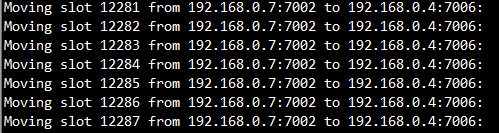 Moving slot 12281 from 192.168.0.7:7002 to 192.168.0.4:7006:
Moving slot 12282 from 192.168.0.7:7002 to 192.168.0.4:7006:
Moving slot 12283 from 192.168.0.7:7002 to 192.168.0.4:7006:
Moving slot 12284 from 192.168.0.7:7002 to 192.168.0.4:7006:
Moving slot 12285 from 192.168.0.7:7002 to 192.168.0.4:7006:
Moving slot 12286 from 192.168.0.7:7002 to 192.168.0.4:7006:
Moving slot 12287 from 192.168.0.7:7002 to 192.168.0.4:7006: